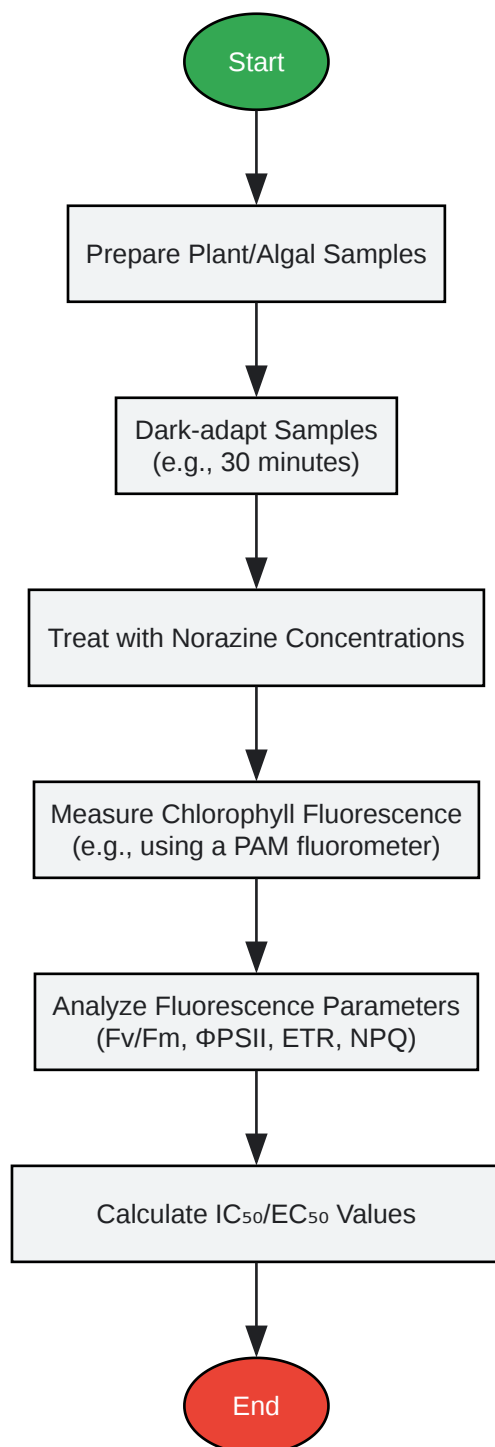 Start
Prepare Plant/Algal Samples
Dark-adapt Samples
(e.g., 30 minutes)
Treat with Norazine Concentrations
Measure Chlorophyll Fluorescence
(e.g., using a PAM fluorometer)
Analyze Fluorescence Parameters
(Fv/Fm, ΦPSII, ETR, NPQ)
Calculate IC₅₀/EC₅₀ Values
End